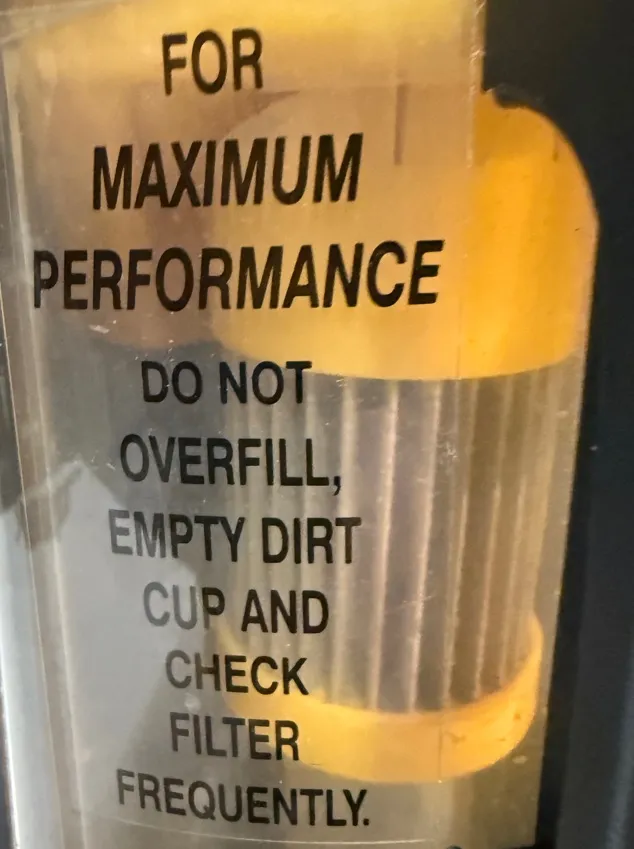 FOR
MAXIMUM
PERFORMANCE
DO NOT
OVERFILL,
EMPTY DIRT
CUP AND
CHECK
FILTER
FREQUENTLY.